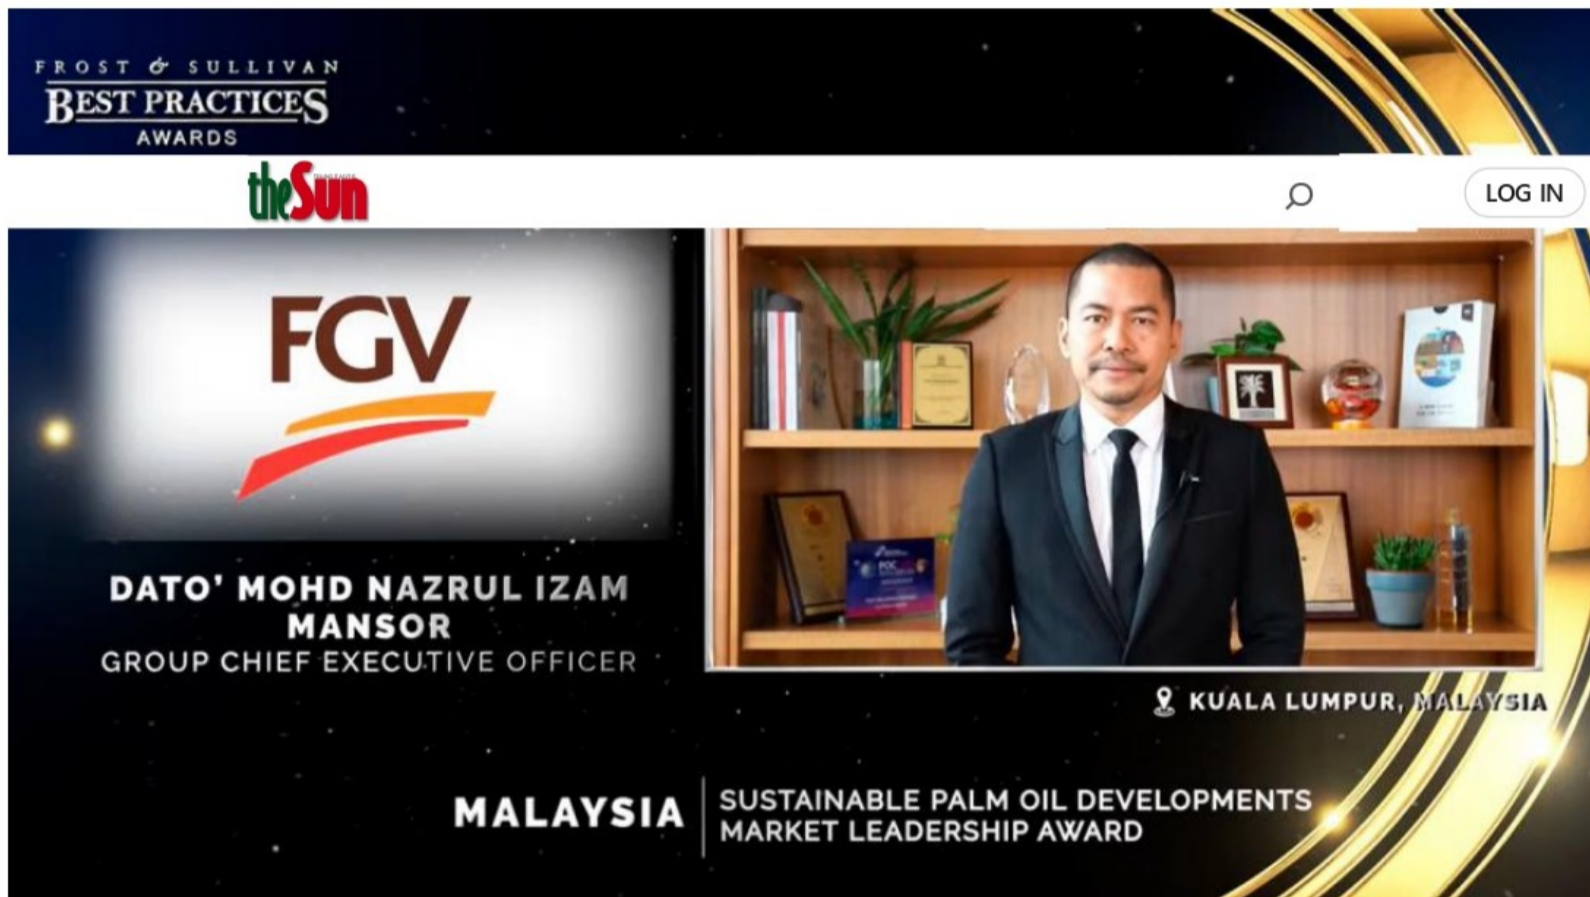 FROST & SULLIVAN
BEST PRACTICES
AWARDS
theSun
LOG IN
FGV
DATO' MOHD NAZRUL IZAM
MANSOR
GROUP CHIEF EXECUTIVE OFFICER
KUALA LUMPUR, MALAYSIA
MALAYSIA
SUSTAINABLE PALM OIL DEVELOPMENTS
MARKET LEADERSHIP AWARD